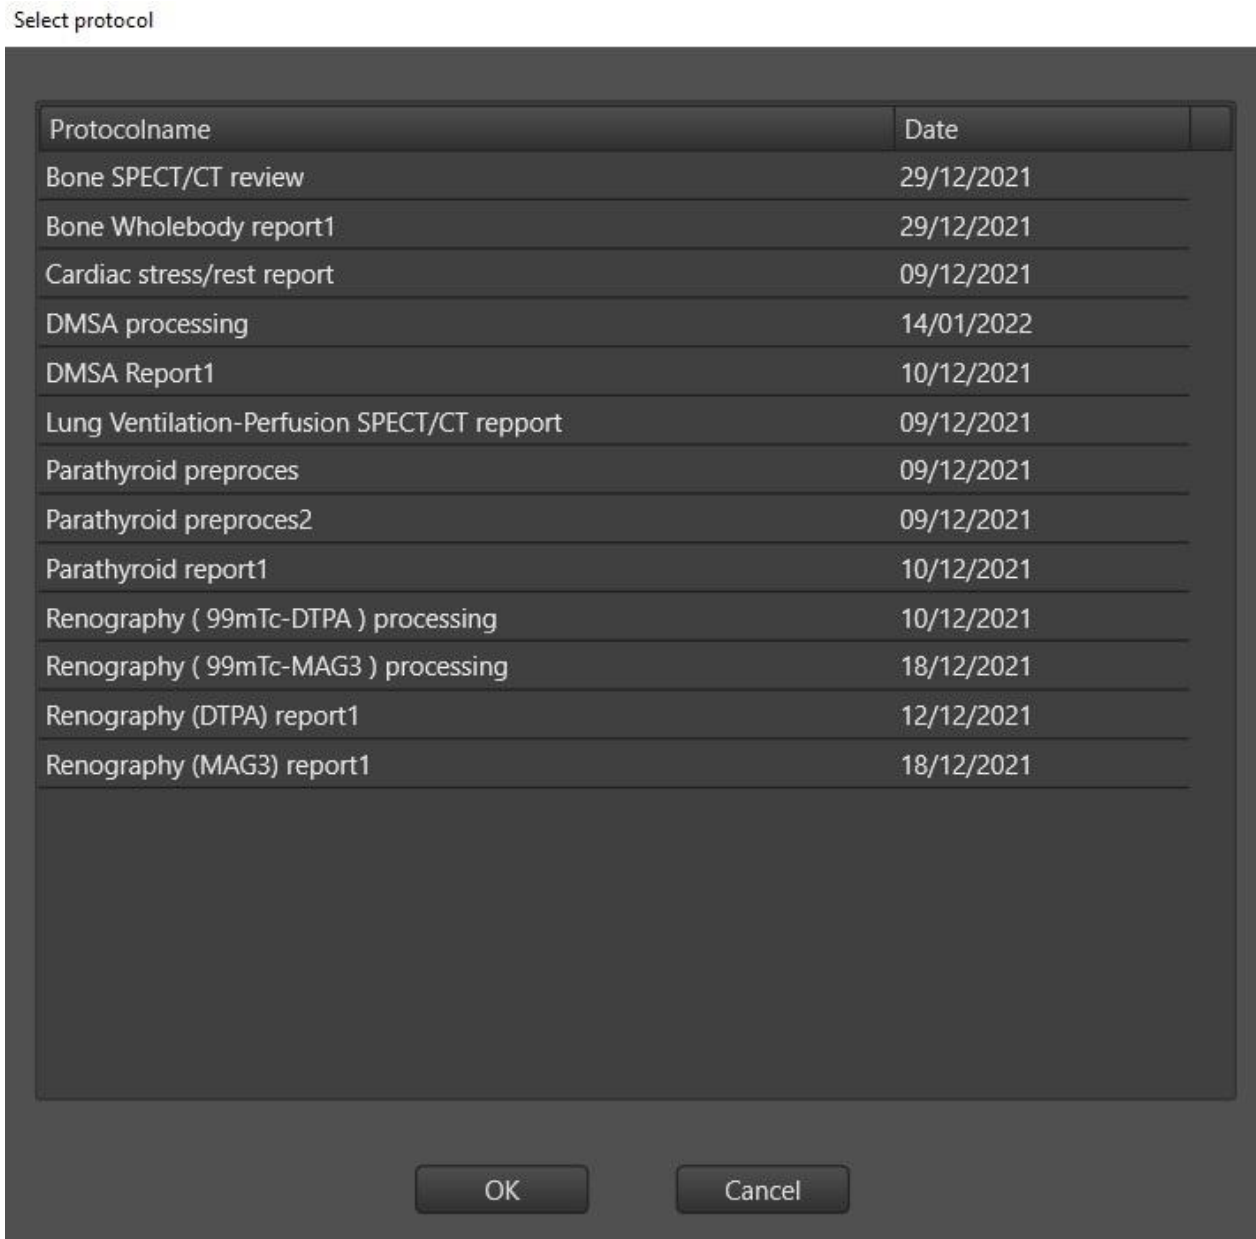 Select protocol
Protocolname Date
Bone SPECT/CT review 29/12/2021
Bone Wholebody report1 29/12/2021
Cardiac stress/rest report 09/12/2021
DMSA processing 14/01/2022
DMSA Report1 10/12/2021
Lung Ventilation-Perfusion SPECT/CT repport 09/12/2021
Parathyroid preproces 09/12/2021
Parathyroid preproces2 09/12/2021
Parathyroid report1 10/12/2021
Renography ( 99mTc-DTPA ) processing 10/12/2021
Renography ( 99mTc-MAG3 ) processing 18/12/2021
Renography (DTPA) report1 12/12/2021
Renography (MAG3) report1 18/12/2021
OK Cancel